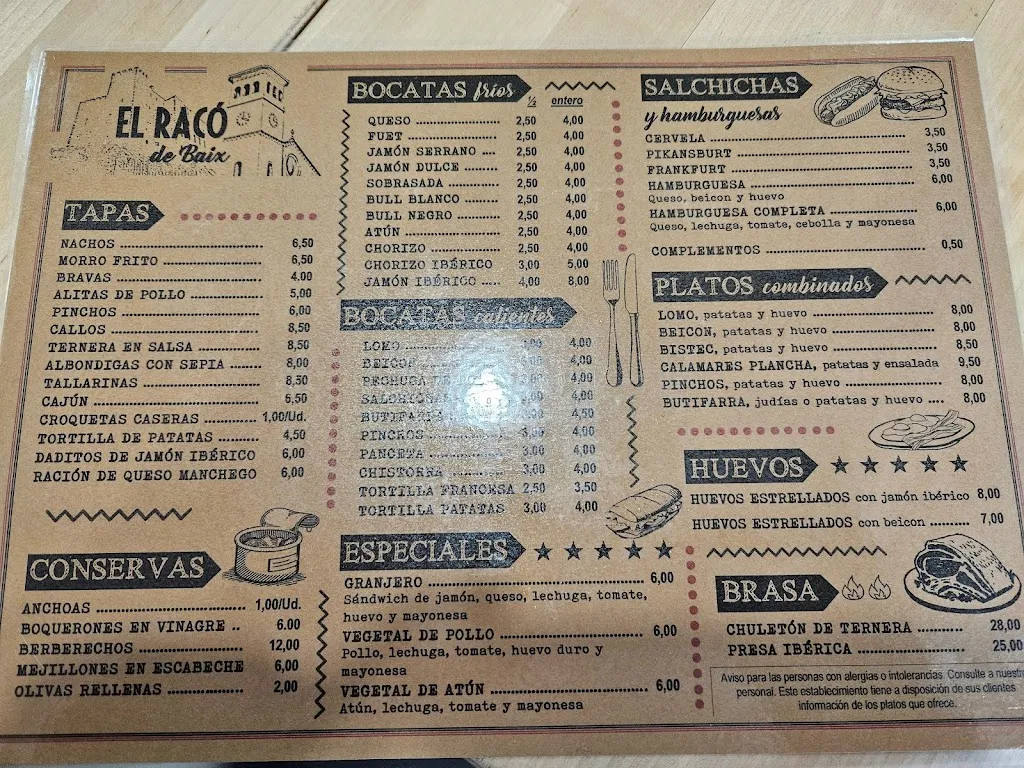 EL RACÓ
de Baix
TAPAS
NACHOS 6,50
MORRO FRITO 6,50
BRAVAS 4.00
ALITAS DE POLLO 5,00
PINCHOS 6,00
CALLOS 8,50
TERNERA EN SALSA 8,50
ALBONDIGAS CON SEPIA 8,00
TALLARINAS 8,50
CAJÚN 5,50
CROQUETAS CASERAS 1,00/Ud.
TORTILLA DE PATATAS 4,50
DADITOS DE JAMÓN IBÉRICO 6,00
RACIÓN DE QUESO MANCHEGO 6,00
CONSERVAS
ANCHOAS 1,00/Ud.
BOQUERONES EN VINAGRE .. 6.00
BERBERECHOS 12,00
MEJILLONES EN ESCABECHE 6,00
OLIVAS RELLENAS 2,00
BOCATAS fríos
½ entero
QUESO 2,50 4,00
FUET 2,50 4,00
JAMÓN SERRANO .... 2,50 4,00
JAMÓN DULCE 2,50 4,00
SOBRASADA 2,50 4,00
BULL BLANCO 2,50 4,00
BULL NEGRO 2,50 4,00
ATÚN 2,50 4,00
CHORIZO 2,50 4,00
CHORIZO IBÉRICO 3,00 5,00
JAMÓN IBÉRICO ..... 4,00 8,00
BOCATAS calientes
LOMO 4,00
BEICON 4,00
PECHUGA DE 4,00
4,00
BUTIFARRA 4,50
PINCHOS 3,00 4,00
PANCETA 3,00 4,00
CHISTORRA 3,00 4,00
TORTILLA FRANCESA 2,50 3,50
TORTILLA PATATAS 3,00 4,00
ESPECIALES
GRANJERO 6,00
Sándwich de jamón, queso, lechuga, tomate,
huevo y mayonesa
VEGETAL DE POLLO 6,00
Pollo, lechuga, tomate, huevo duro y
mayonesa
VEGETAL DE ATÚN 6,00
Atún, lechuga, tomate y mayonesa
SALCHICHAS
y hamburguesas
CERVELA 3,50
PIKANSBURT 3,50
FRANKFURT 3,50
HAMBURGUESA 6,00
Queso, beicon y huevo
HAMBURGUESA COMPLETA 6,00
Queso, lechuga, tomate, cebolla y mayonesa
COMPLEMENTOS 0,50
PLATOS combinados
LOMO, patatas y huevo 8,00
BEICON, patatas y huevo 8,00
BISTEC, patatas y huevo 8,50
CALAMARES PLANCHA, patatas y ensalada 9,50
PINCHOS, patatas y huevo 8,00
BUTIFARRA, judías o patatas y huevo .... 8,00
HUEVOS
HUEVOS ESTRELLADOS con jamón ibérico 8,00
HUEVOS ESTRELLADOS con beicon 7,00
BRASA
CHULETÓN DE TERNERA 28,00
PRESA IBÉRICA 25,00
Aviso para las personas con alergias o intolerancias. Consulte a nuestro
personal. Este establecimiento tiene a disposición de sus clientes
información de los platos que ofrece.